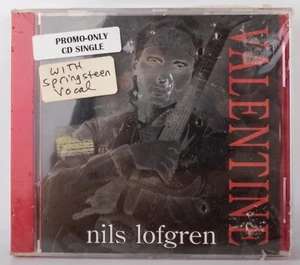 PROMO-ONLY
CD SINGLE
WITH
Springsteen
Vocal
VALENTINE
nils lofgren